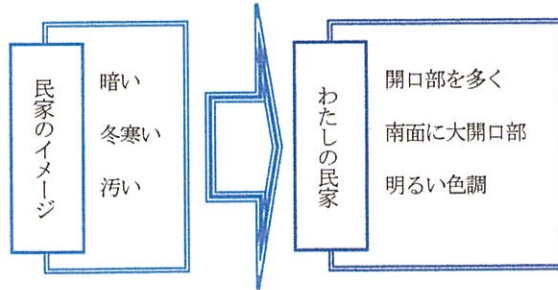 民家のイメージ
暗い
冬寒い
汚い
わたしの民家
開口部を多く
南面に大開口部
明るい色調